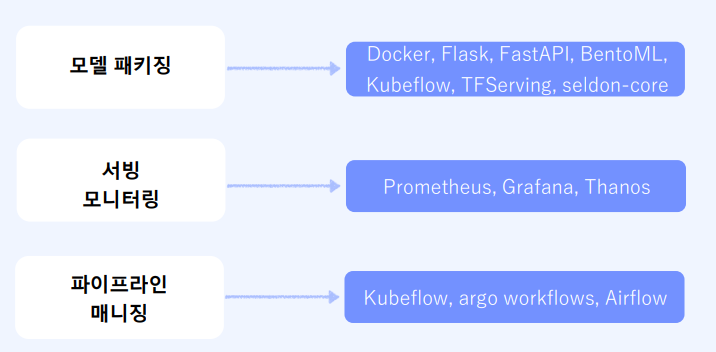 모델 패키징
Docker, Flask, FastAPI, BentoML,
Kubeflow, TFServing, seldon-core
서빙
모니터링
Prometheus, Grafana, Thanos
파이프라인
매니징
Kubeflow, argo workflows, Airflow